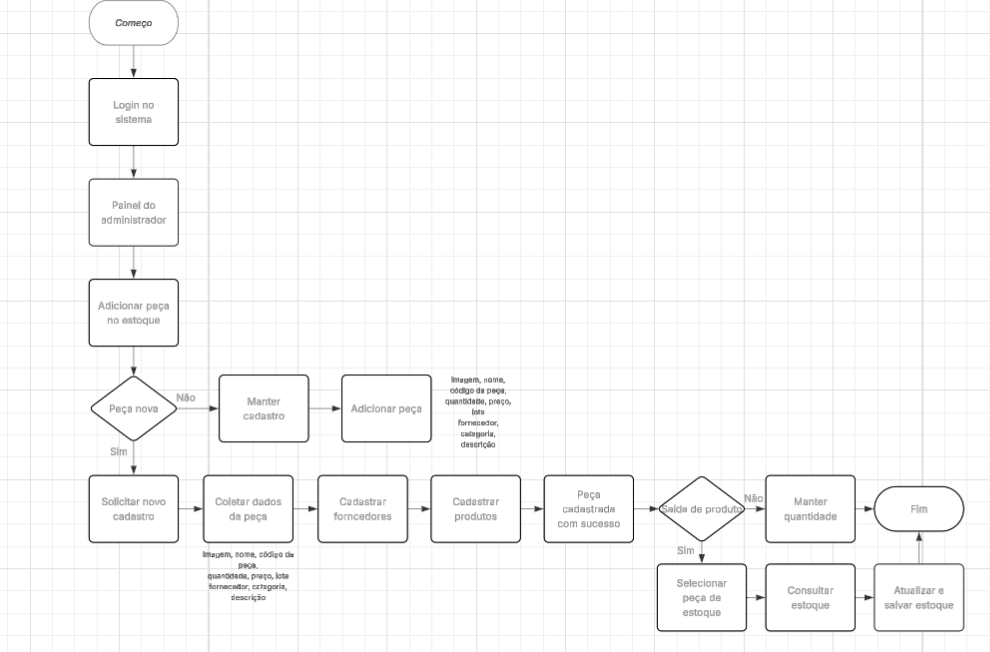 Começo
Login no
sistema
Painel do
administrador
Adicionar peça
no estoque
Peça nova
Não
Manter
cadastro
Adicionar peça
Imagem, nome,
código da peça,
quantidade, preço,
lote
fornecedor,
categoria,
descrição
Sim
Solicitar novo
cadastro
Coletar dados
da peça
Imagem, nome, código da
peça,
quantidade, preço, lote
fornecedor, categoria,
descrição
Cadastrar
forncedores
Cadastrar
produtos
Peça
cadastrada
com sucesso
Saída de produto
Não
Manter
quantidade
Fim
Sim
Selecionar
peça de
estoque
Consultar
estoque
Atualizar e
salvar estoque